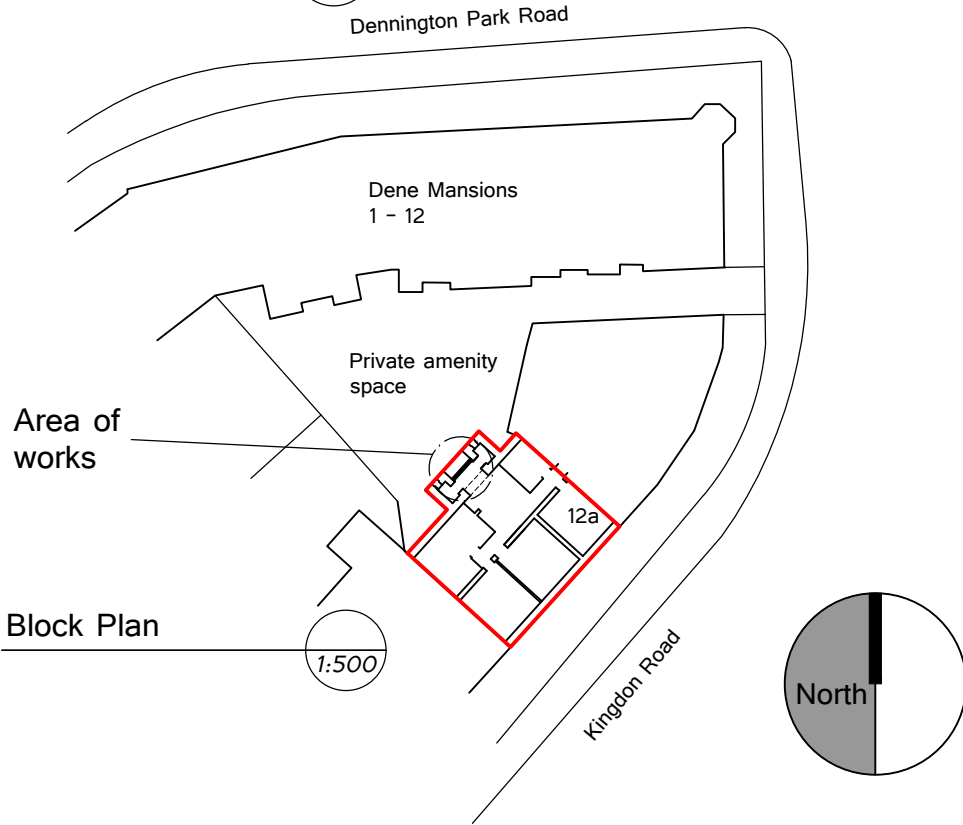 Dennington Park Road
Dene Mansions
1 - 12
Private amenity
space
Area of
works
12a
Block Plan
1:500
Kingdon Road
North